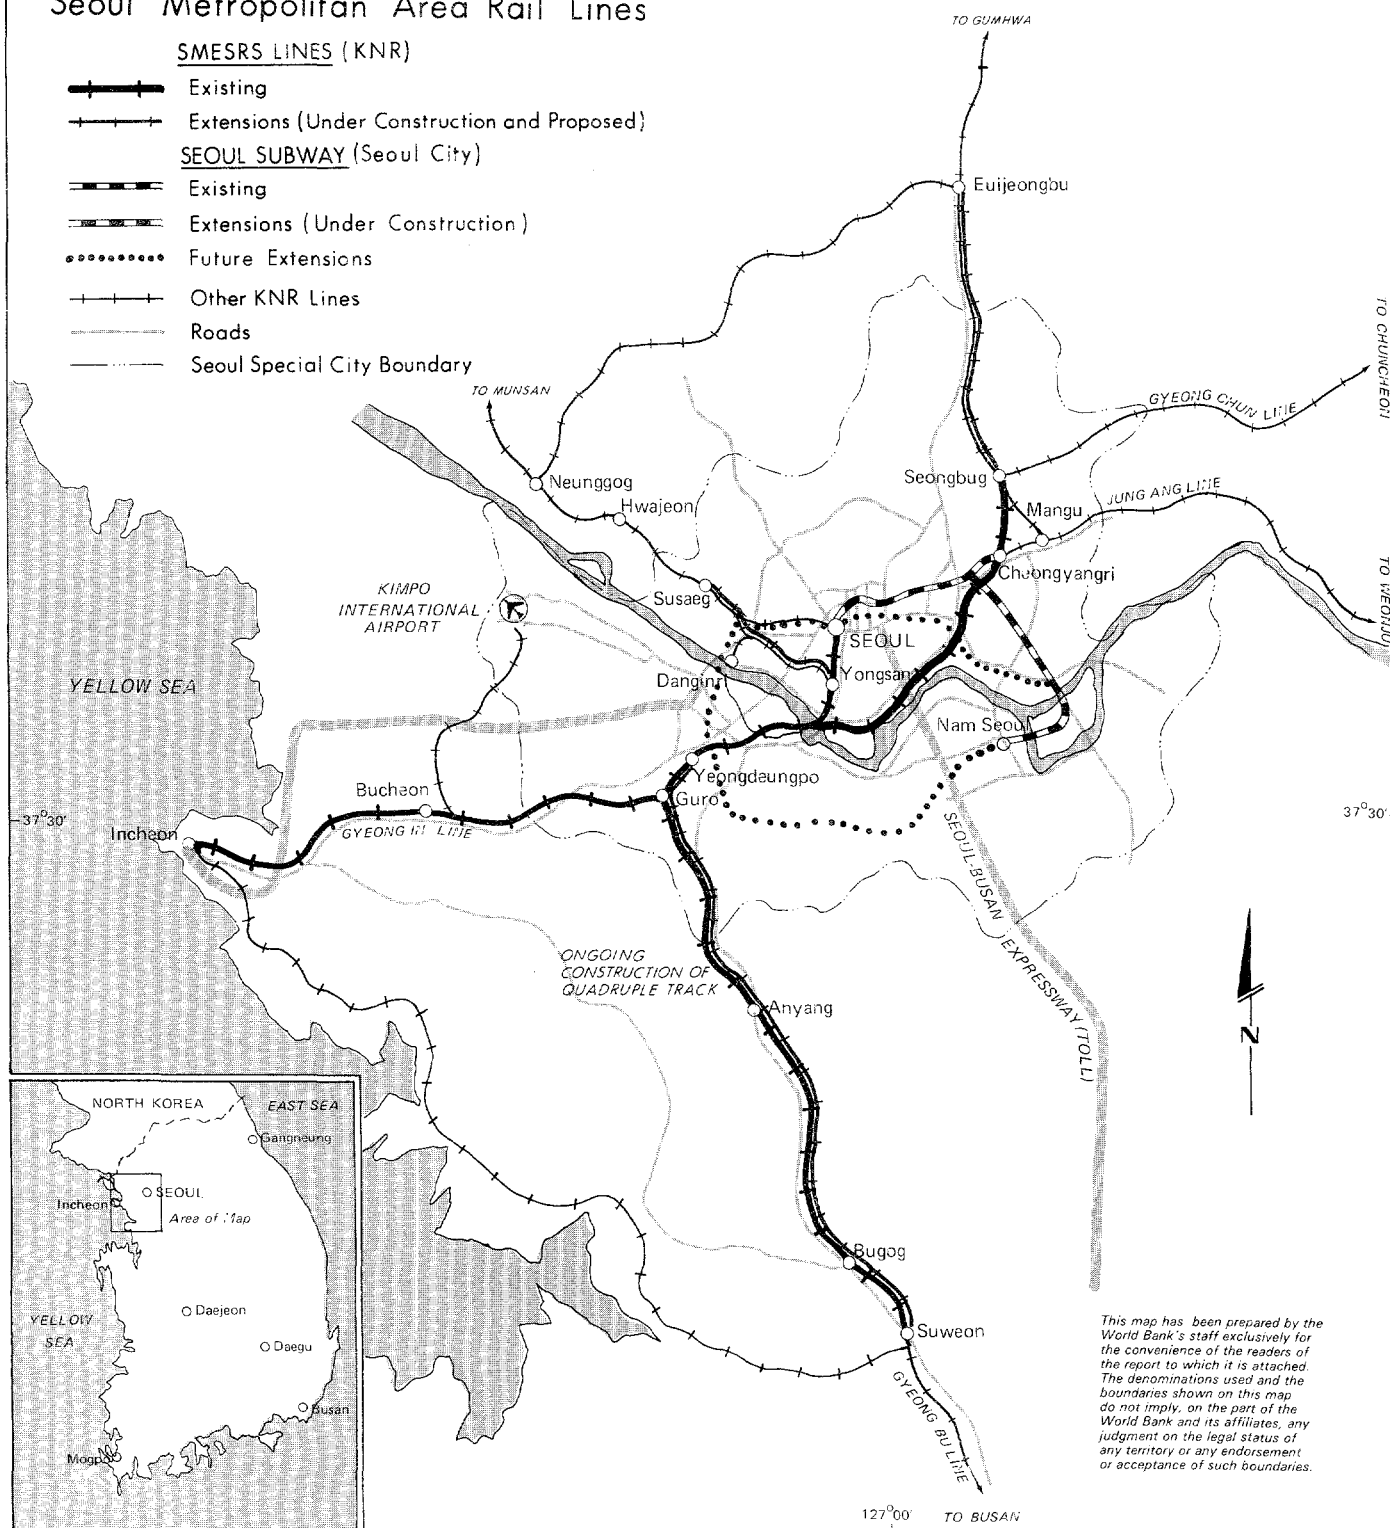 Seoul Metropolitan Area Rail Lines
SMESRS LINES (KNR)
Existing
Extensions (Under Construction and Proposed)
SEOUL SUBWAY (Seoul City)
Existing
Extensions (Under Construction)
Future Extensions
Other KNR Lines
Roads
Seoul Special City Boundary
TO GUMHWA
Euijeongbu
TO CHUNCHEON
TO MUNSAN
GYEONG CHUN LINE
Seongbug
Neunggog
JUNG ANG LINE
Hwajeon
Mangu
TO WEONJU
Cheongyangri
KIMPO
INTERNATIONAL
AIRPORT
Susaeg
SEOUL
Danginri
Yongsan
YELLOW SEA
Nam Seoul
Yeongdeungpo
Bucheon
Guro
37°30'
37°30'
Incheon
GYEONG IN LINE
SEOUL-BUSAN EXPRESSWAY (TOLL)
ONGOING
CONSTRUCTION OF
QUADRUPLE TRACK
Anyang
N
NORTH KOREA
EAST SEA
Gangneung
SEOUL
Incheon
Area of Map
Bugog
Daejeon
YELLOW
SEA
Daegu
Suweon
Busan
Mogpo
GYEONG BU LINE
This map has been prepared by the
World Bank's staff exclusively for
the convenience of the readers of
the report to which it is attached.
The denominations used and the
boundaries shown on this map
do not imply, on the part of the
World Bank and its affiliates, any
judgment on the legal status of
any territory or any endorsement
or acceptance of such boundaries.
127°00'
TO BUSAN